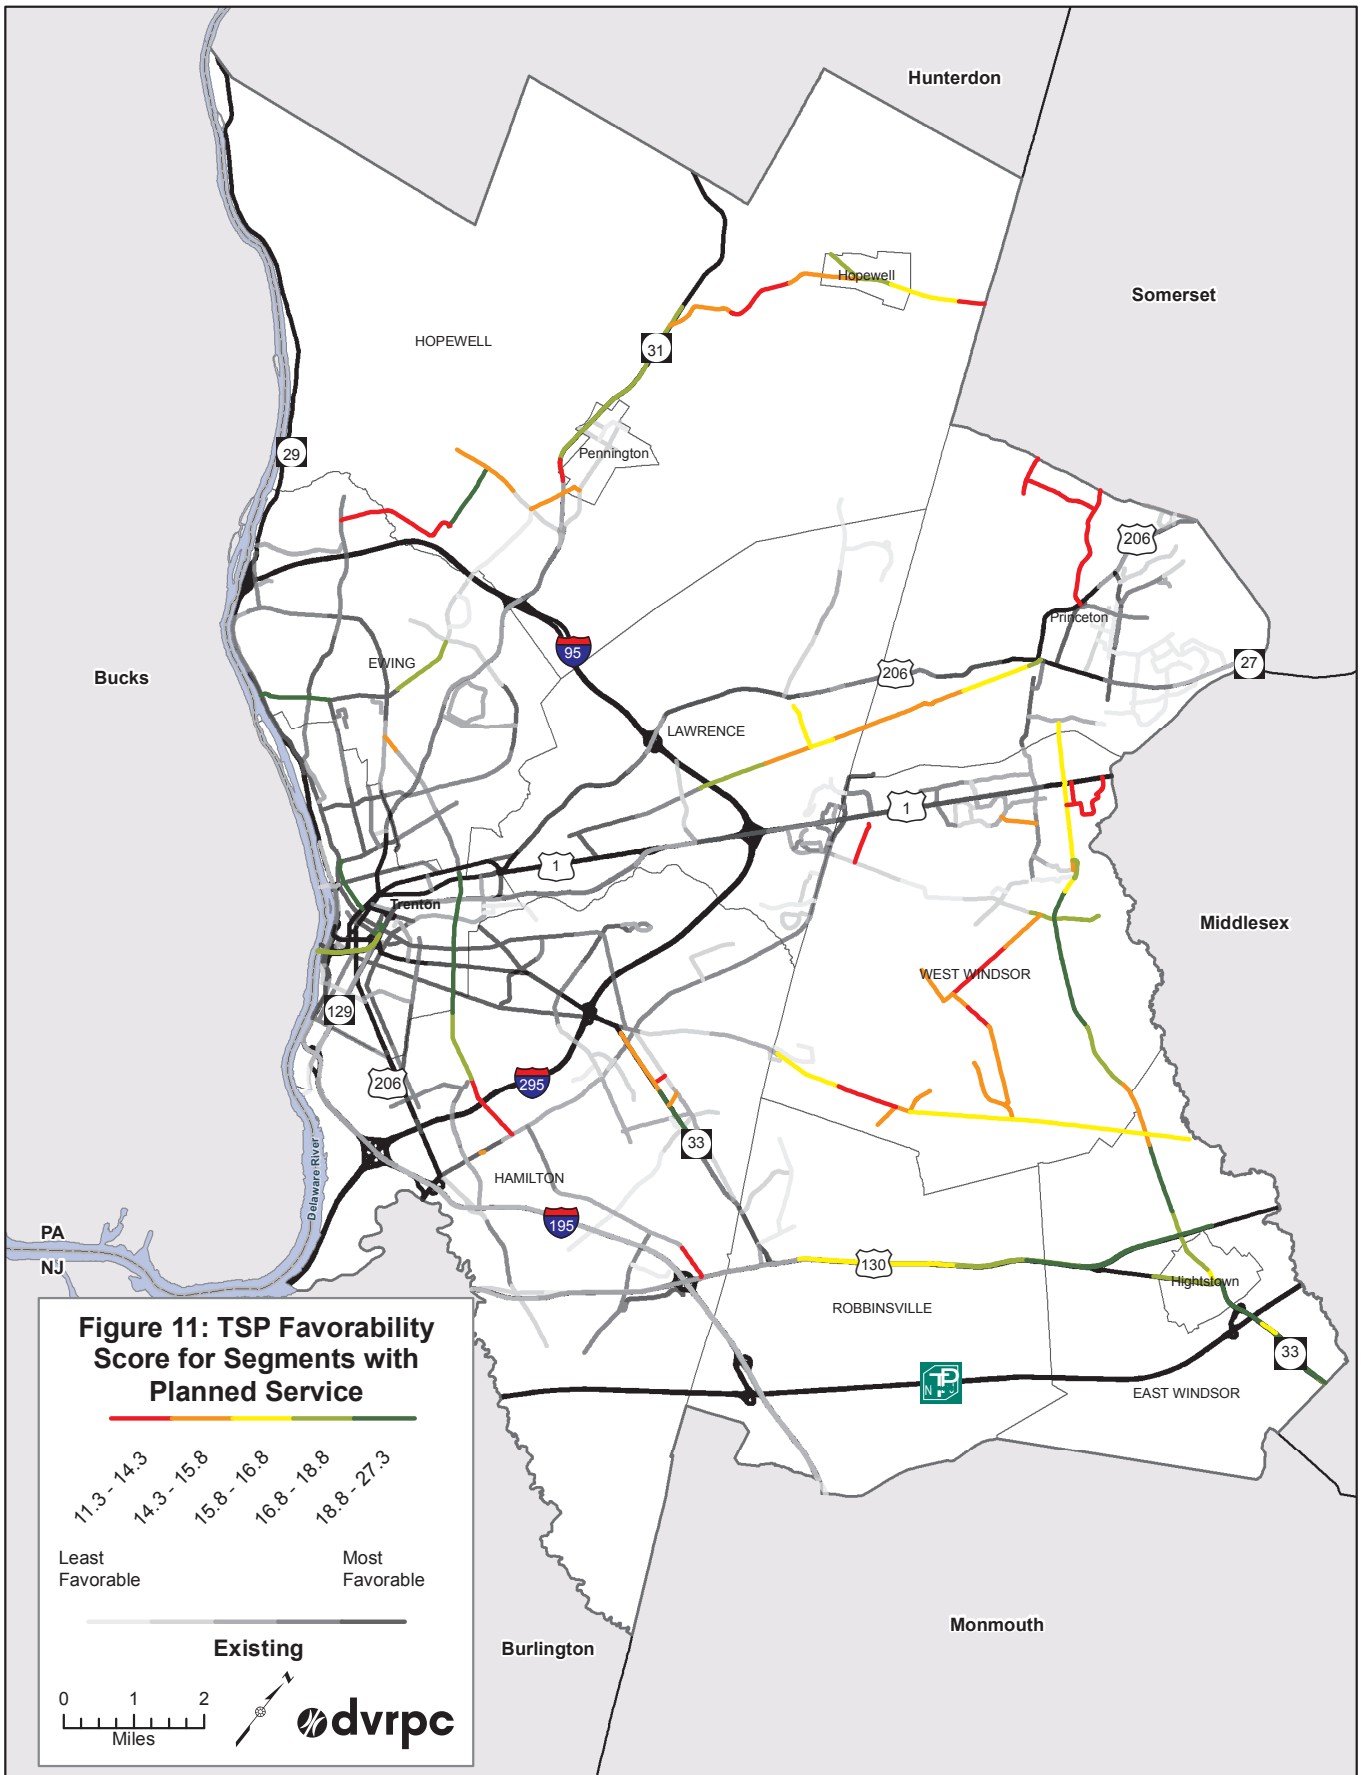 Hunterdon
Hopewell
Somerset
HOPEWELL
31
29
Pennington
206
Princeton
95
EWING
27
206
Bucks
LAWRENCE
1
1
Trenton
Middlesex
WEST WINDSOR
129
206
295
33
Delaware River
HAMILTON
195
PA
NJ
130
Hightstown
ROBBINSVILLE
33
EAST WINDSOR
N TP J
Figure 11: TSP Favorability
Score for Segments with
Planned Service
11.3 - 14.3
14.3 - 15.8
15.8 - 16.8
16.8 - 18.8
18.8 - 27.3
Least
Favorable
Most
Favorable
Existing
0 1 2
Miles
Z
dvrpc
Burlington
Monmouth